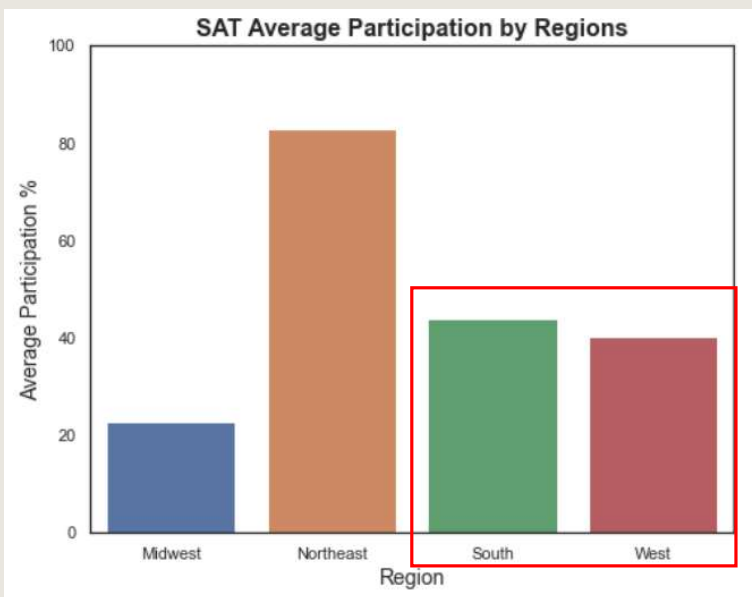 SAT Average Participation by Regions
100
80
60
40
20
0
Average Participation %
Midwest Northeast South West
Region